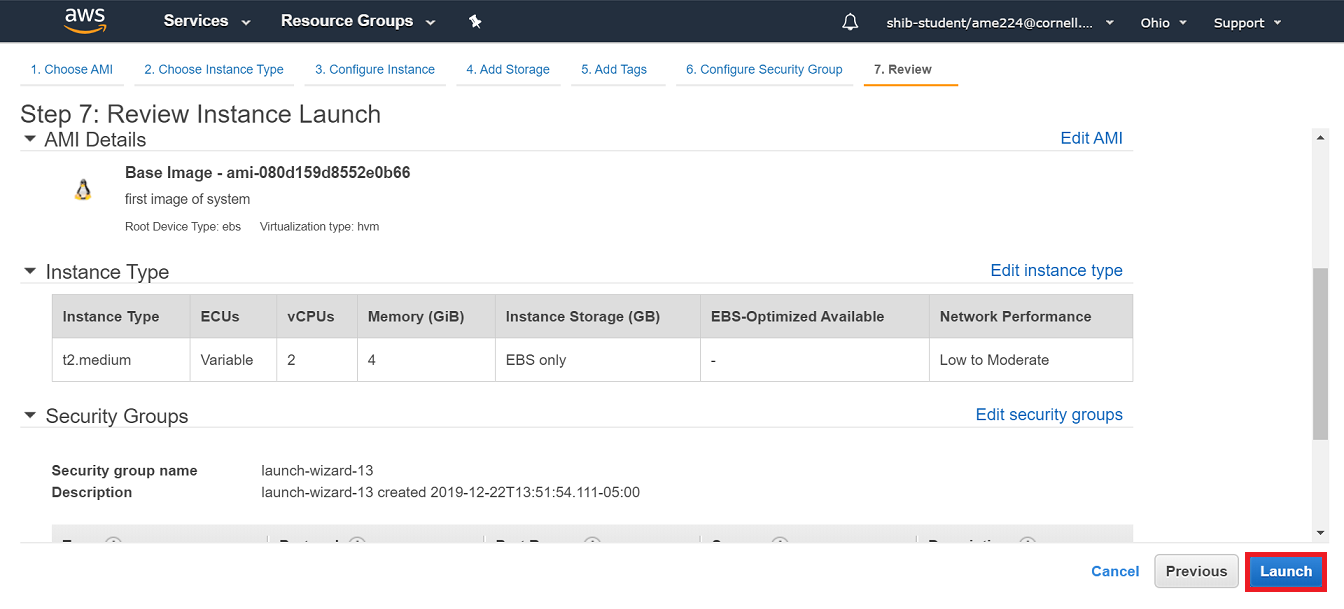 aws Services Resource Groups shib-student/ame224@cornell.... Ohio Support
1. Choose AMI 2. Choose Instance Type 3. Configure Instance 4. Add Storage 5. Add Tags 6. Configure Security Group 7. Review
Step 7: Review Instance Launch
AMI Details Edit AMI
Base Image - ami-080d159d8552e0b66
first image of system
Root Device Type: ebs Virtualization type: hvm
Instance Type Edit instance type
Instance Type ECUs vCPUs Memory (GiB) Instance Storage (GB) EBS-Optimized Available Network Performance
t2.medium Variable 2 4 EBS only - Low to Moderate
Security Groups Edit security groups
Security group name launch-wizard-13
Description launch-wizard-13 created 2019-12-22T13:51:54.111-05:00
Cancel Previous Launch